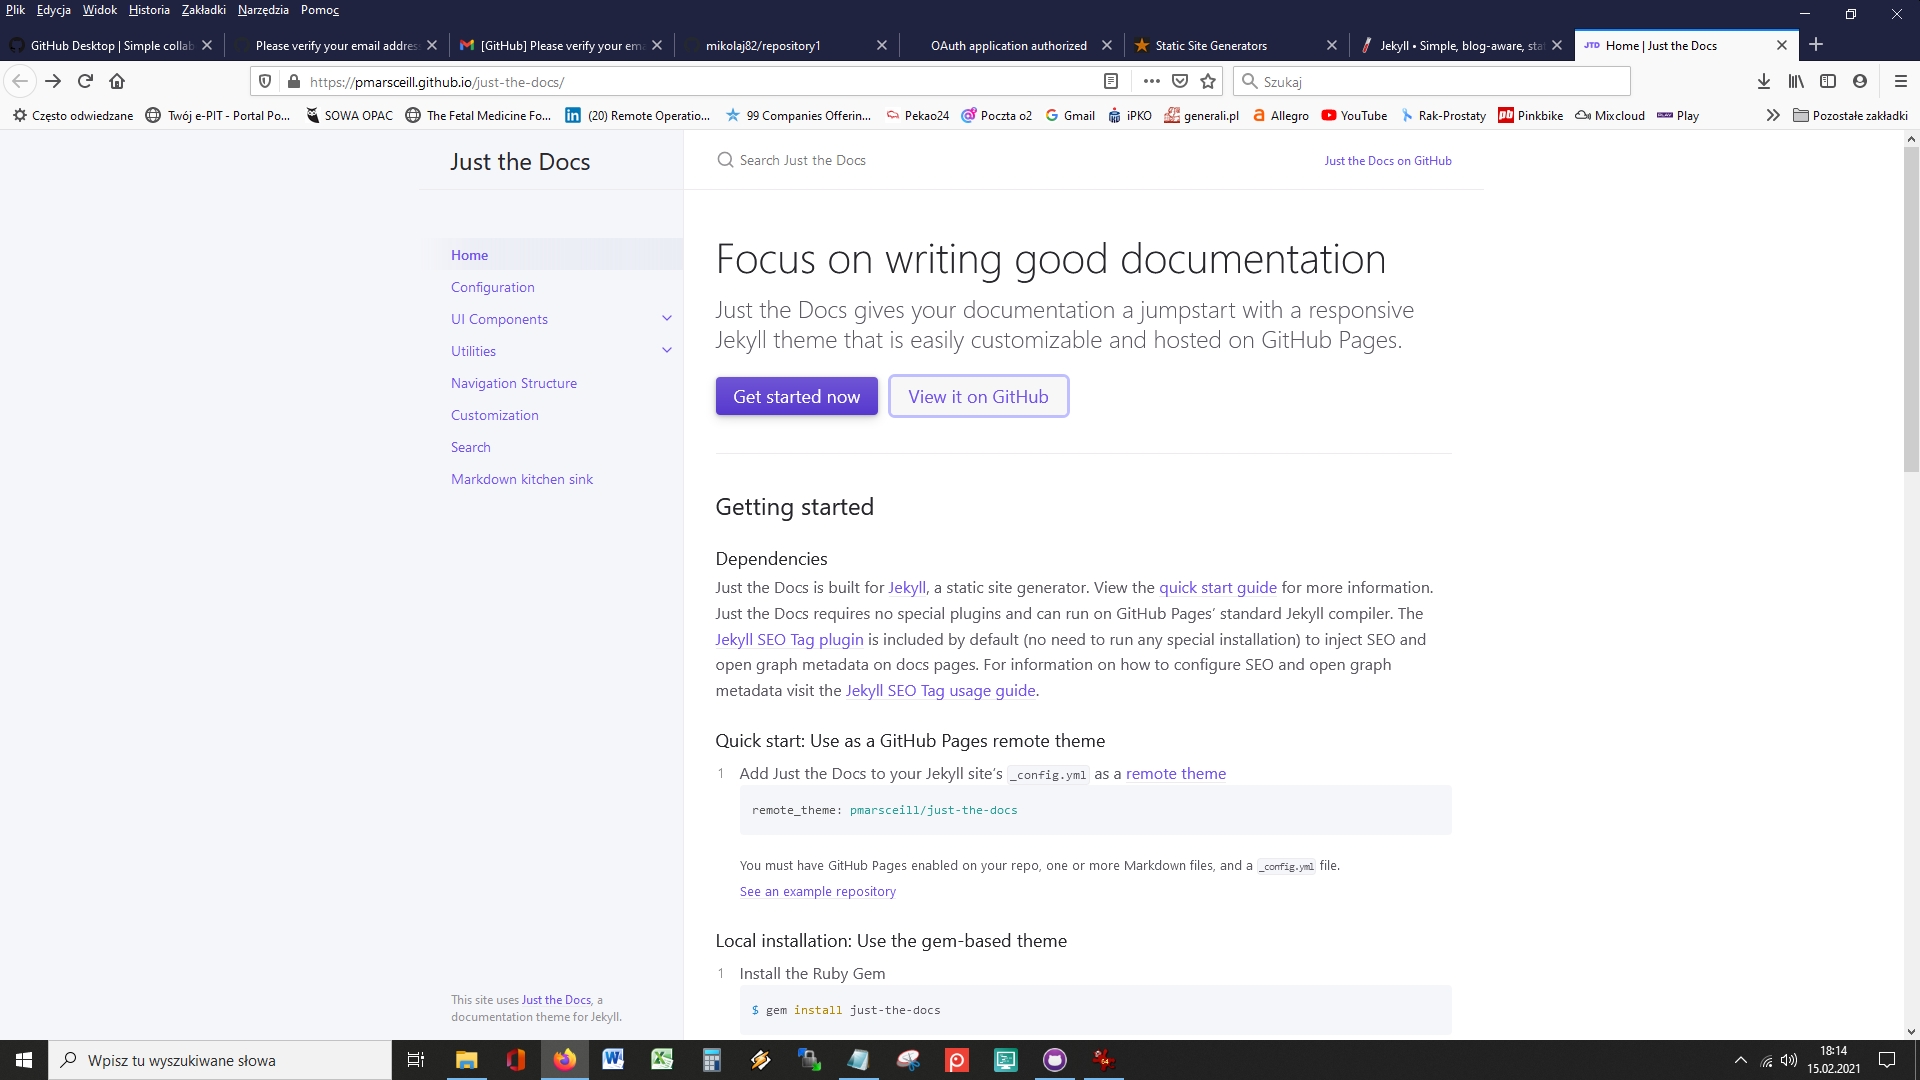 Plik Edycja Widok Historia Zakładki Narzędzia Pomoc
GitHub Desktop | Simple collab
Please verify your email addres
[GitHub] Please verify your ema
mikolaj82/repository1
OAuth application authorized
Static Site Generators
Jekyll • Simple, blog-aware, stat
JTD Home | Just the Docs
https://pmarsceill.github.io/just-the-docs/
Szukaj
Często odwiedzane
Twój e-PIT - Portal Po...
SOWA OPAC
The Fetal Medicine Fo...
in (20) Remote Operatio...
99 Companies Offerin...
Pekao24
Poczta o2
Gmail
iPKO
generali.pl
Allegro
YouTube
Rak-Prostaty
Pinkbike
Mixcloud
Play
Pozostałe zakładki
Just the Docs
Search Just the Docs
Just the Docs on GitHub
Home
Configuration
UI Components
Utilities
Navigation Structure
Customization
Search
Markdown kitchen sink
This site uses Just the Docs, a
documentation theme for Jekyll.
Focus on writing good documentation
Just the Docs gives your documentation a jumpstart with a responsive
Jekyll theme that is easily customizable and hosted on GitHub Pages.
Get started now
View it on GitHub
Getting started
Dependencies
Just the Docs is built for Jekyll, a static site generator. View the quick start guide for more information.
Just the Docs requires no special plugins and can run on GitHub Pages’ standard Jekyll compiler. The
Jekyll SEO Tag plugin is included by default (no need to run any special installation) to inject SEO and
open graph metadata on docs pages. For information on how to configure SEO and open graph
metadata visit the Jekyll SEO Tag usage guide.
Quick start: Use as a GitHub Pages remote theme
1 Add Just the Docs to your Jekyll site’s _config.yml as a remote theme
remote_theme: pmarsceill/just-the-docs
You must have GitHub Pages enabled on your repo, one or more Markdown files, and a _config.yml file.
See an example repository
Local installation: Use the gem-based theme
1 Install the Ruby Gem
$ gem install just-the-docs
Wpisz tu wyszukiwane słowa
18:14
15.02.2021